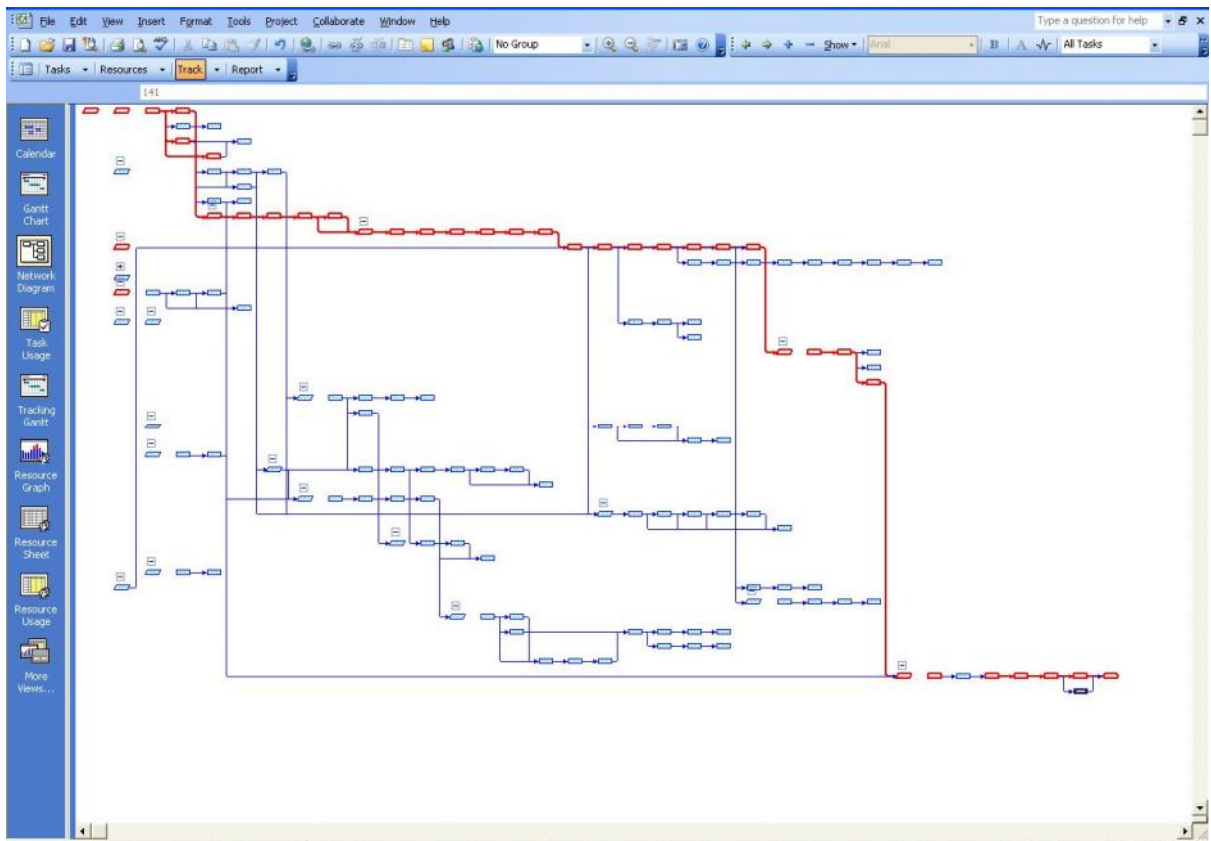 File Edit View Insert Format Tools Project Collaborate Window Help Type a question for help
No Group Show Arial B A All Tasks
Tasks Resources Track Report
141
Calendar
Gantt
Chart
Network
Diagram
Task
Usage
Tracking
Gantt
Resource
Graph
Resource
Sheet
Resource
Usage
More
Views...